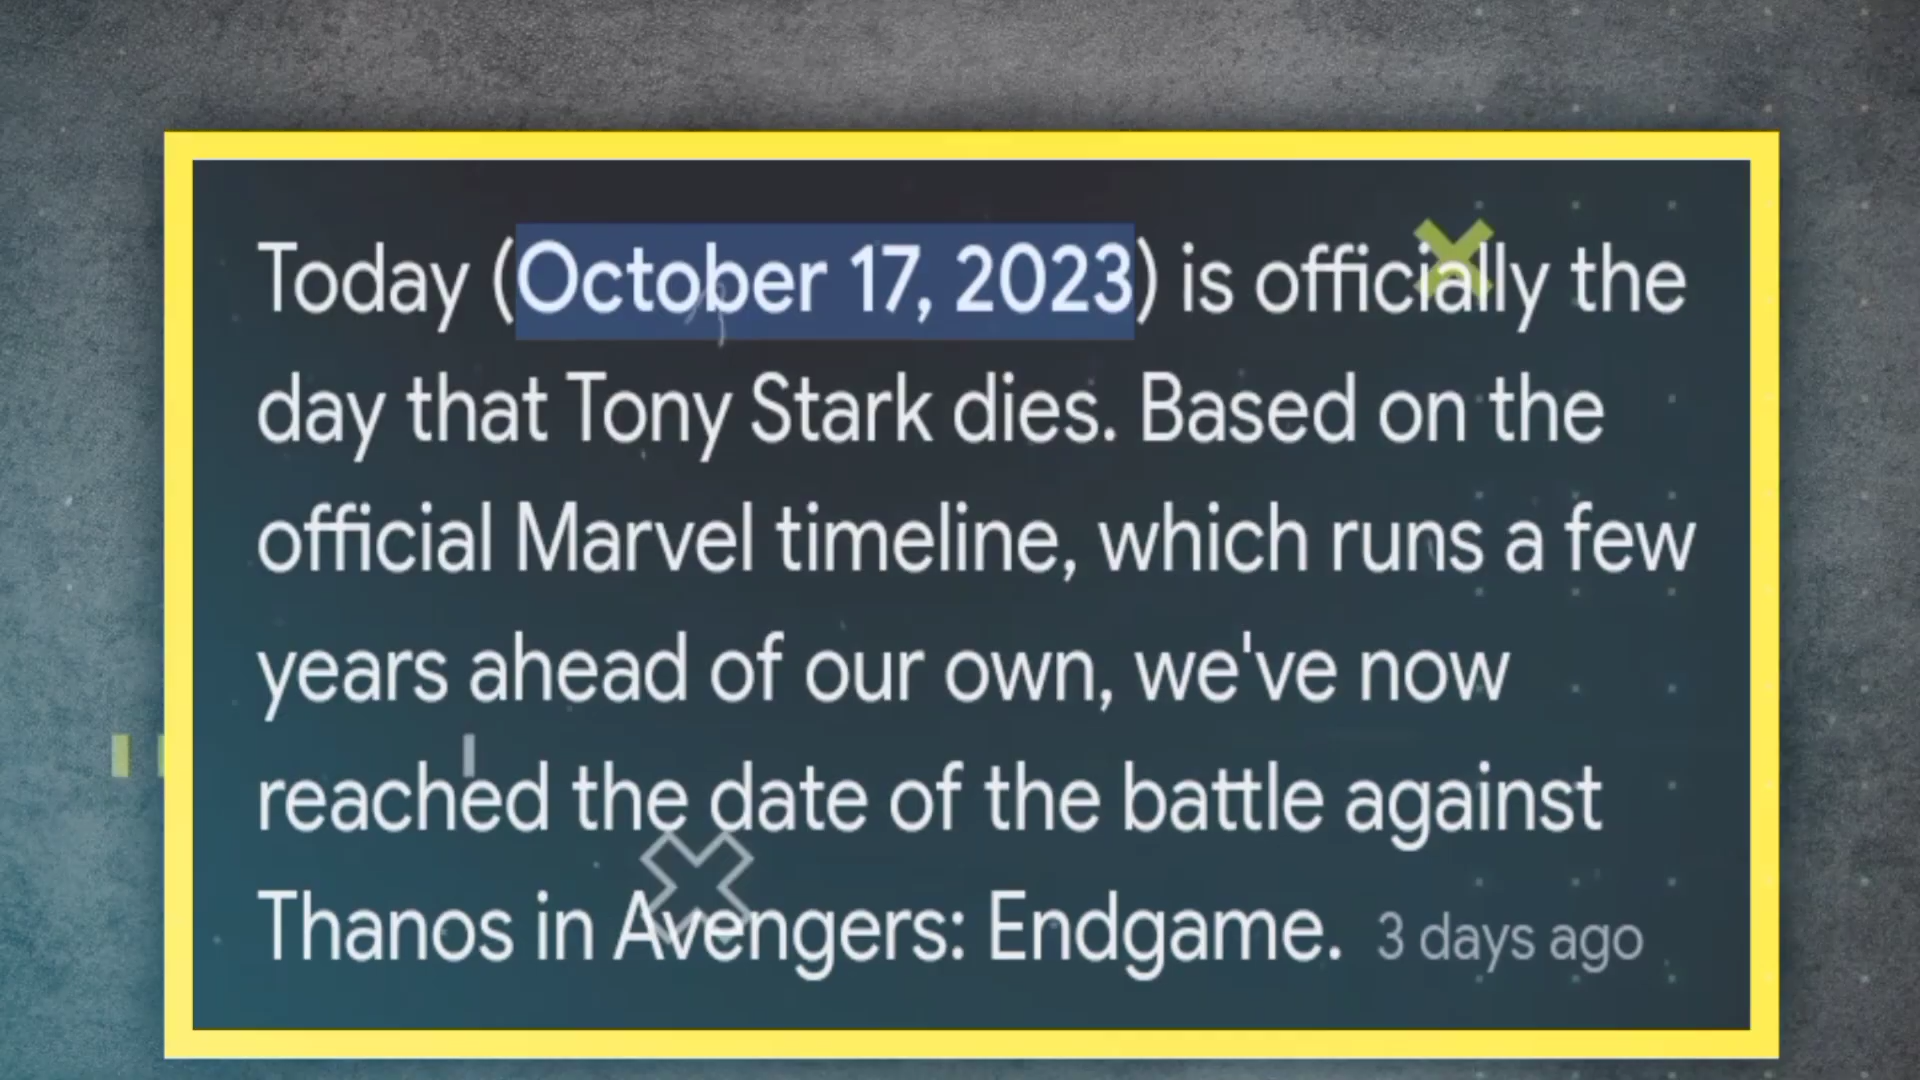 Today (October 17, 2023) is officially the
day that Tony Stark dies. Based on the
official Marvel timeline, which runs a few
years ahead of our own, we've now
reached the date of the battle against
Thanos in Avengers: Endgame. 3 days ago